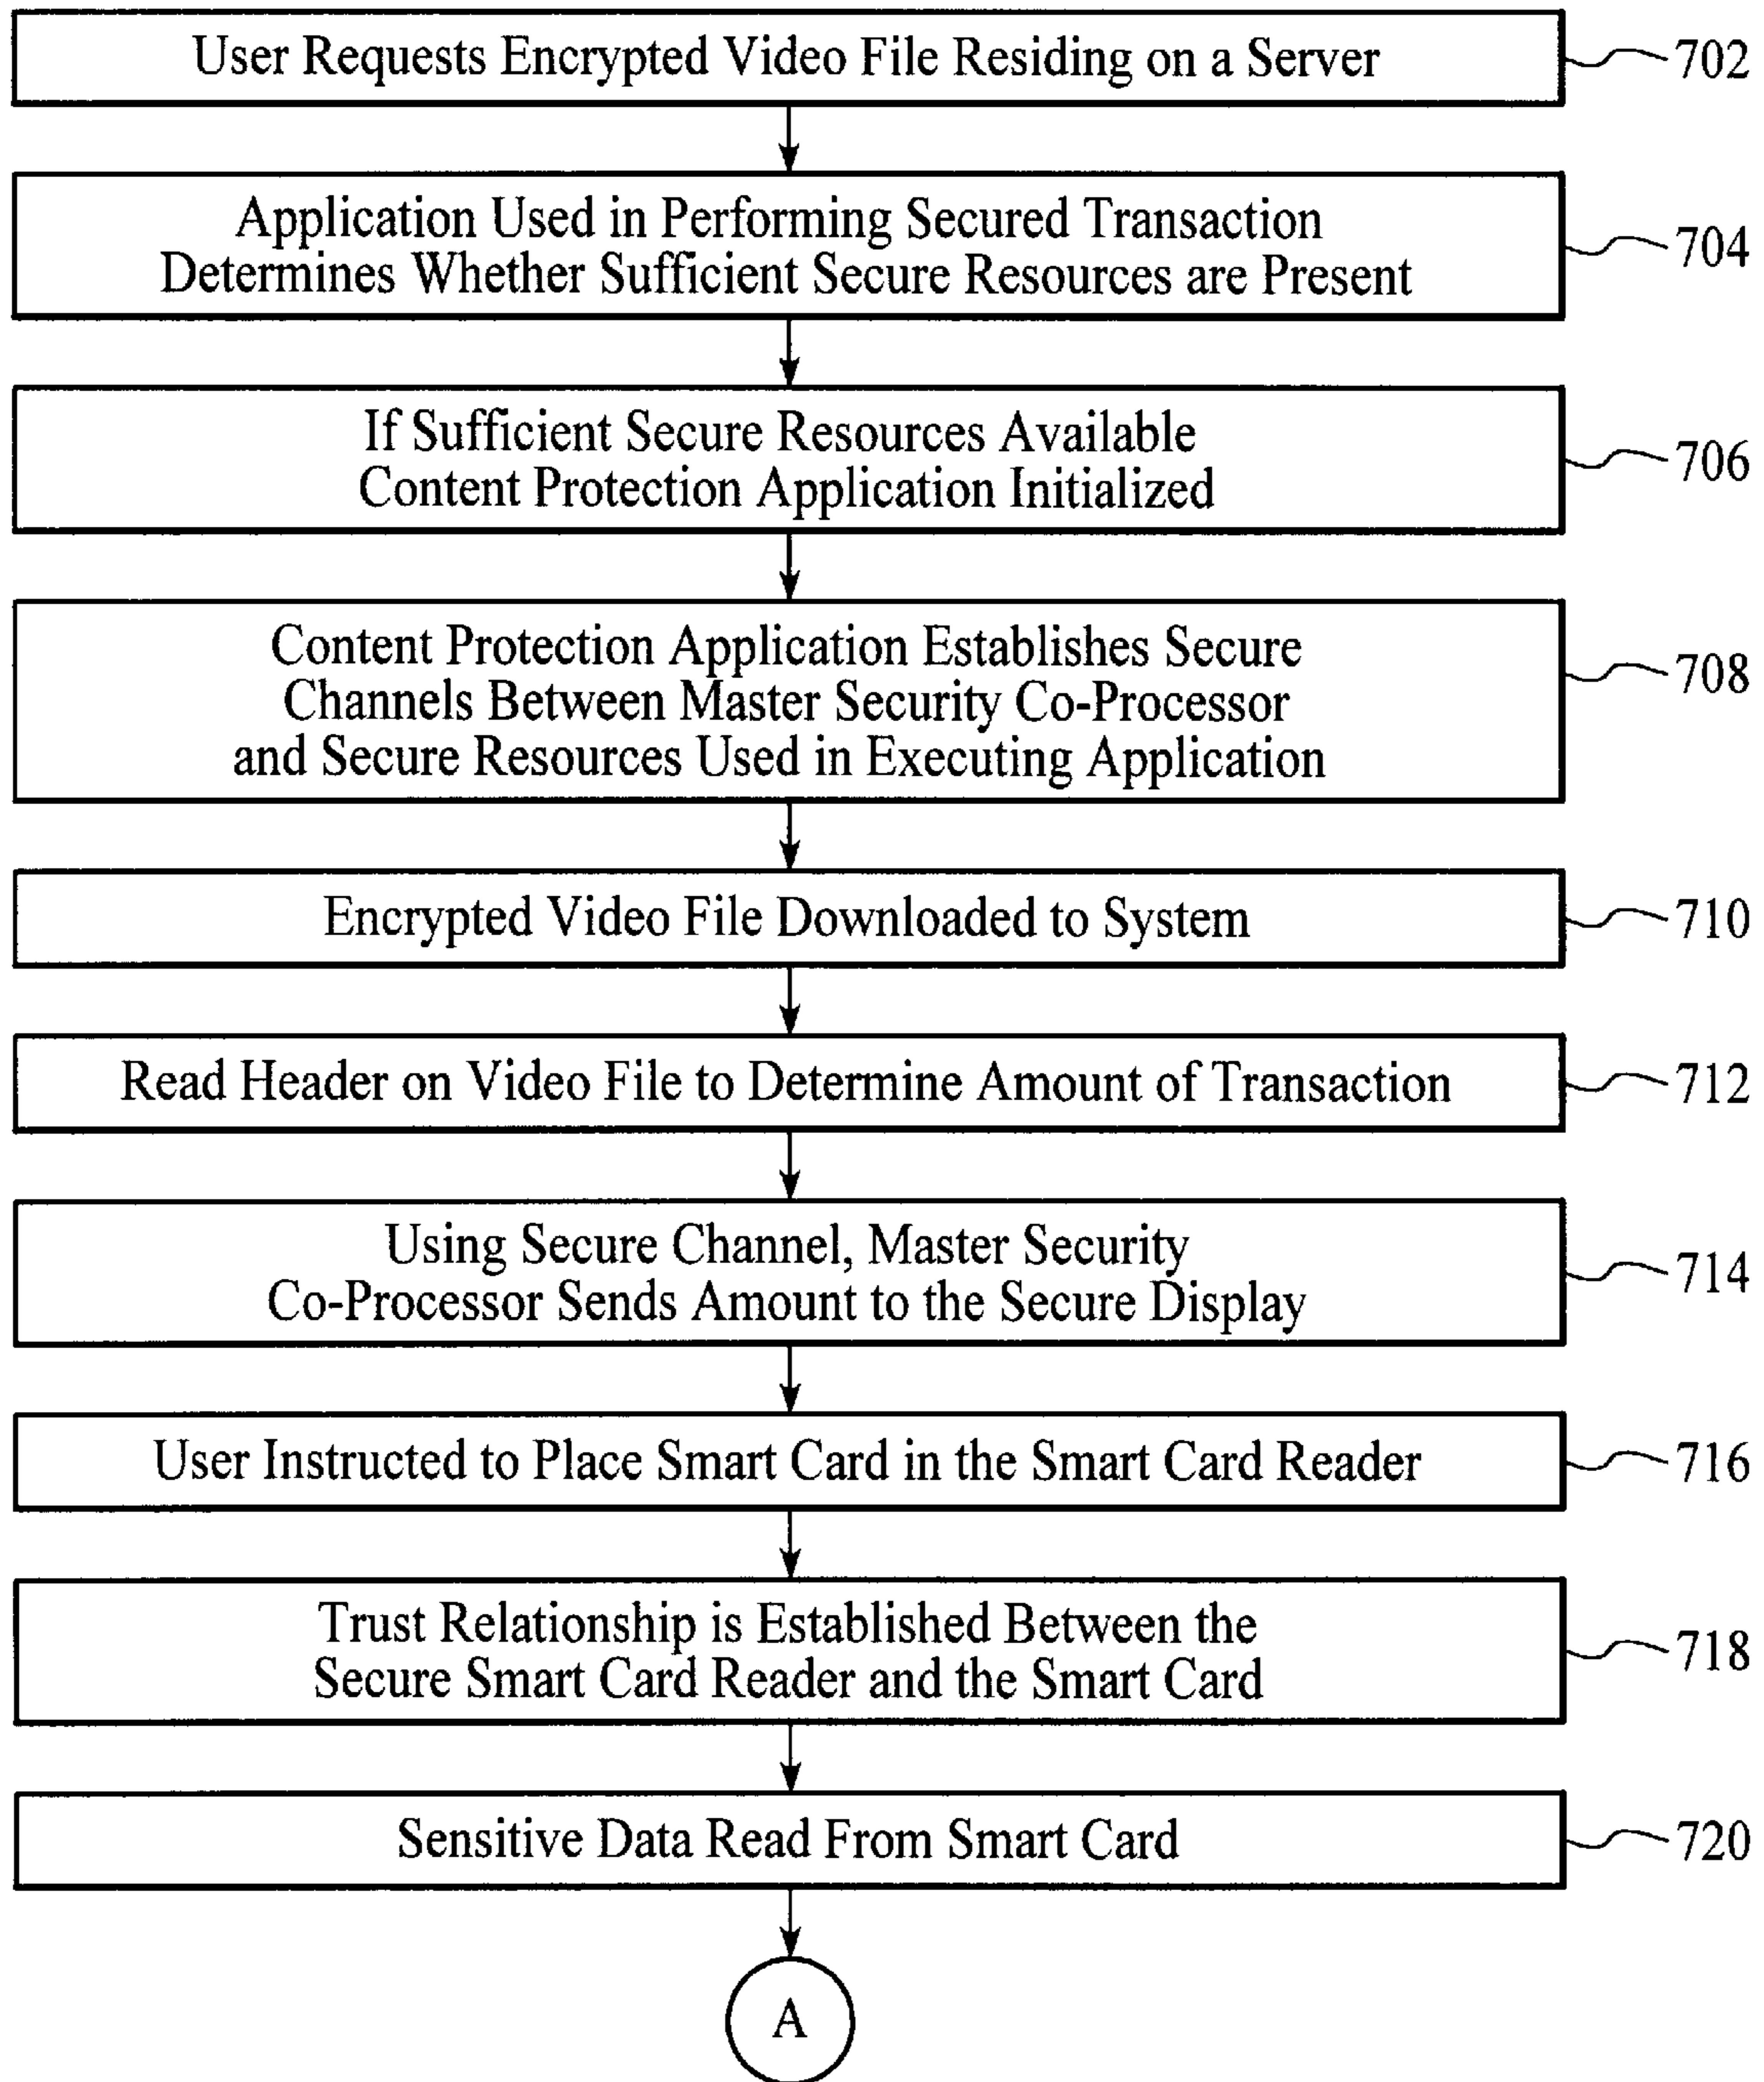 User Requests Encrypted Video File Residing on a Server
702
Application Used in Performing Secured Transaction
Determines Whether Sufficient Secure Resources are Present
704
If Sufficient Secure Resources Available
Content Protection Application Initialized
706
Content Protection Application Establishes Secure
Channels Between Master Security Co-Processor
and Secure Resources Used in Executing Application
708
Encrypted Video File Downloaded to System
710
Read Header on Video File to Determine Amount of Transaction
712
Using Secure Channel, Master Security
Co-Processor Sends Amount to the Secure Display
714
User Instructed to Place Smart Card in the Smart Card Reader
716
Trust Relationship is Established Between the
Secure Smart Card Reader and the Smart Card
718
Sensitive Data Read From Smart Card
720
A